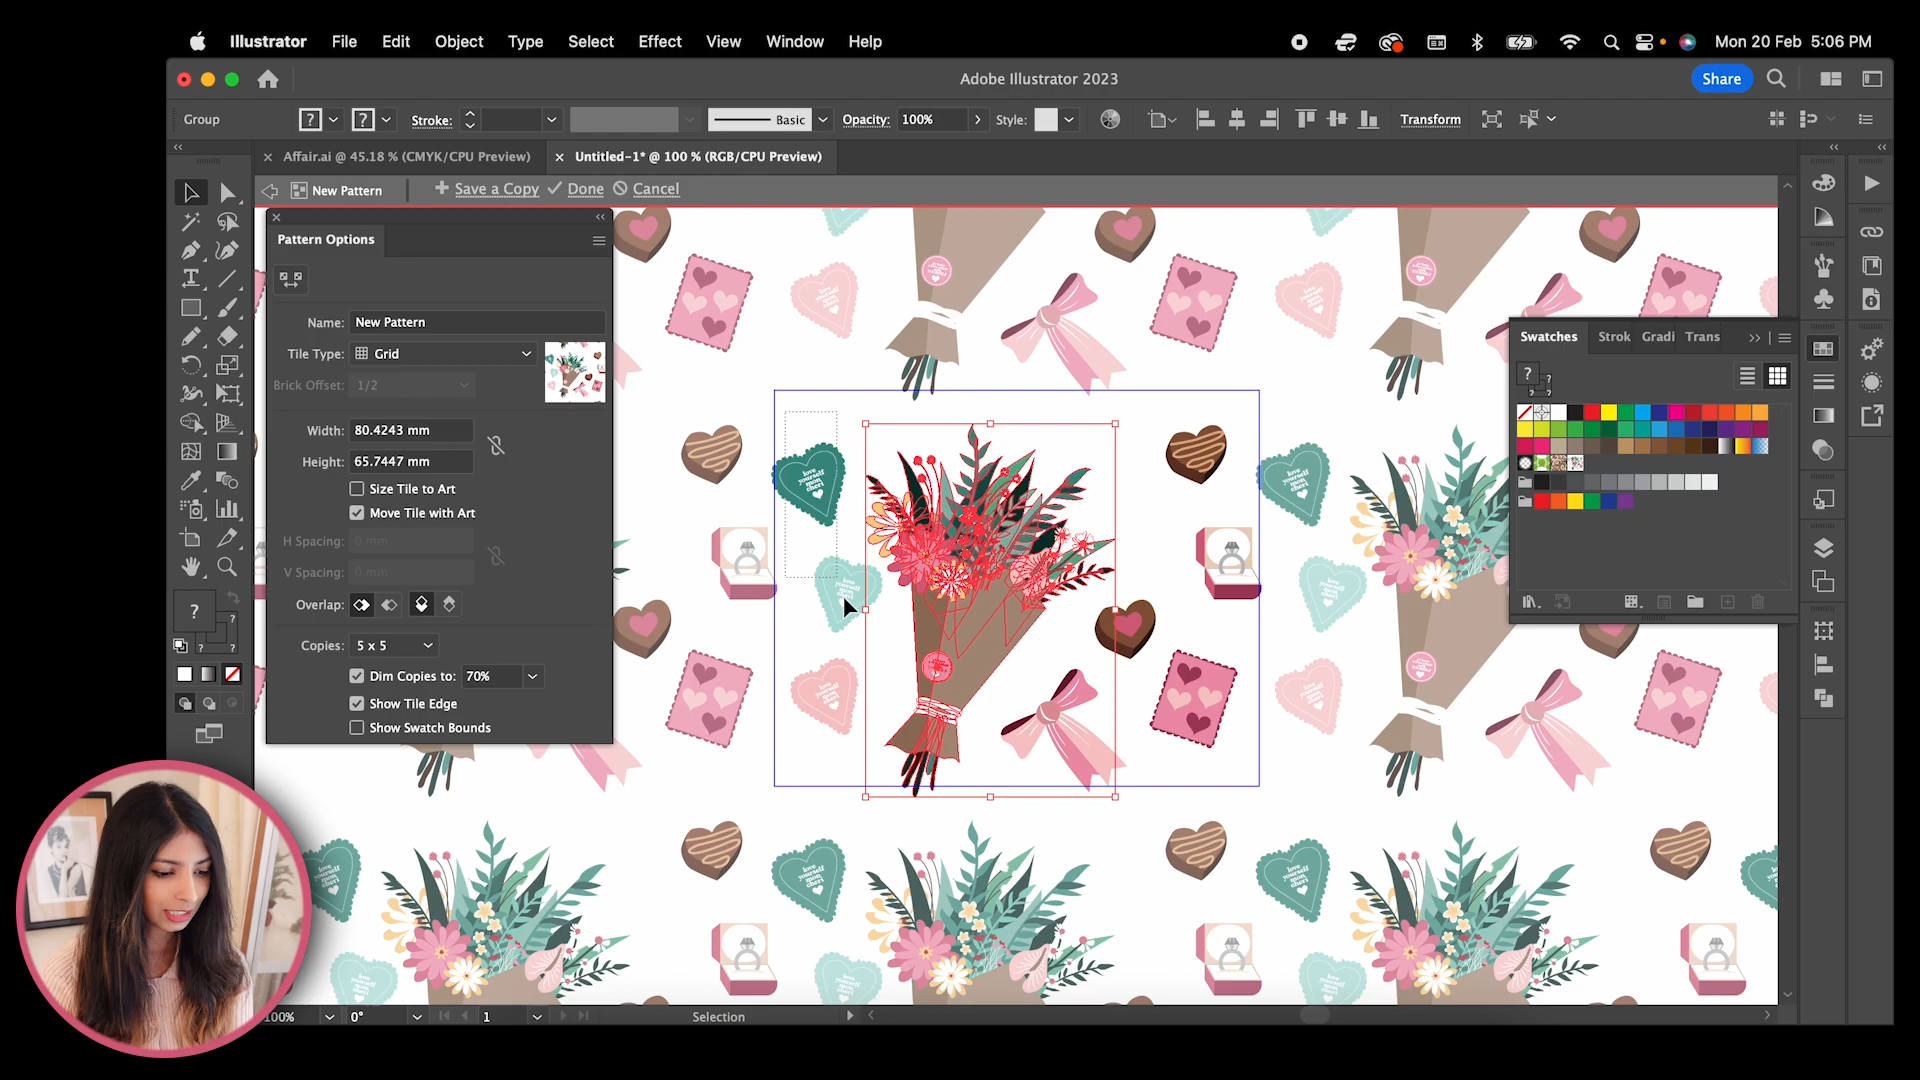 Illustrator File Edit Object Type Select Effect View Window Help
Mon 20 Feb 5:06 PM
Adobe Illustrator 2023
Share
Group
? ?
Stroke:
Basic
Opacity: 100%
Style:
Transform
Affair.ai @ 45.18 % (CMYK/CPU Preview)
Untitled-1* @ 100 % (RGB/CPU Preview)
New Pattern
Save a Copy Done Cancel
Pattern Options
Name: New Pattern
Tile Type: Grid
Brick Offset: 1/2
Width: 80.4243 mm
Height: 65.7447 mm
Size Tile to Art
Move Tile with Art
H Spacing: 0 mm
V Spacing: 0 mm
Overlap:
Copies: 5 x 5
Dim Copies to: 70%
Show Tile Edge
Show Swatch Bounds
Swatches Strok Gradi Trans
?
?
?
love
yourself
mon
cheri
?
?
? ?
100% 0° 1 Selection